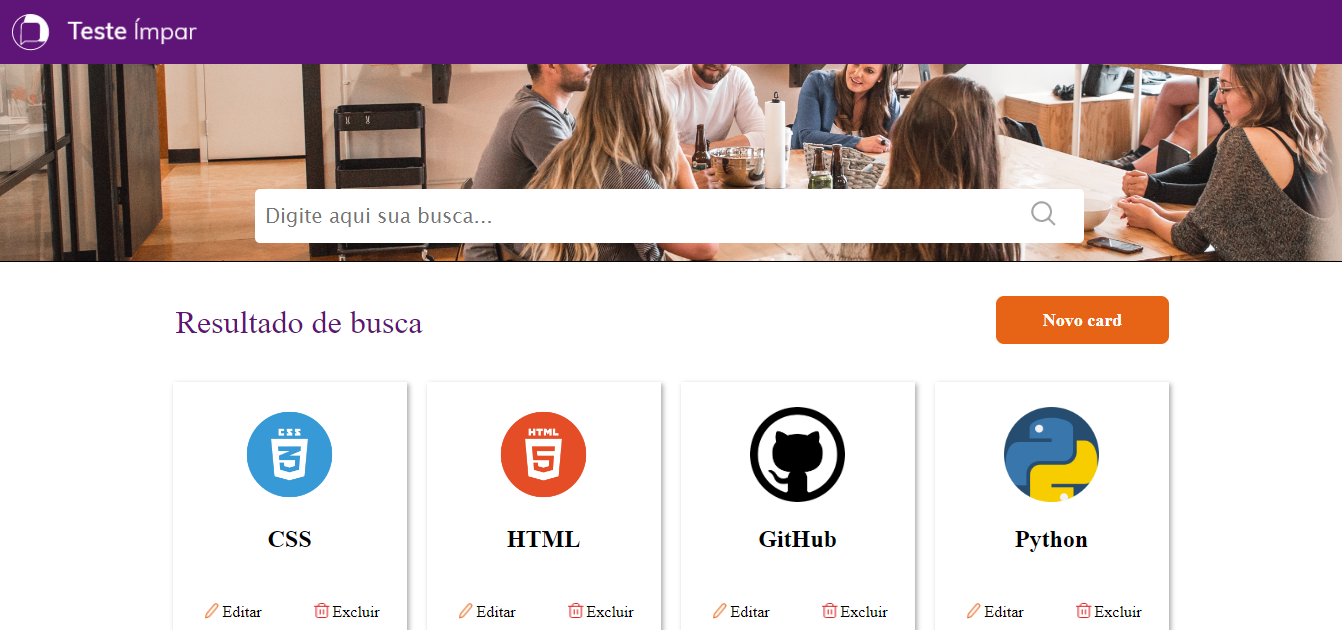 Teste Ímpar
Digite aqui sua busca...
Resultado de busca
Novo card
CSS
HTML
CSS
HTML
GitHub
Python
Editar Excluir Editar Excluir Editar Excluir Editar Excluir